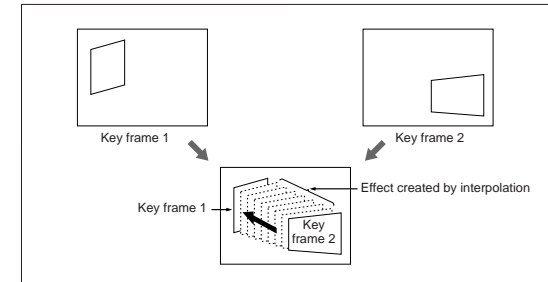 Key frame 1
Key frame 2
Effect created by interpolation
Key frame 1
Key
frame 2